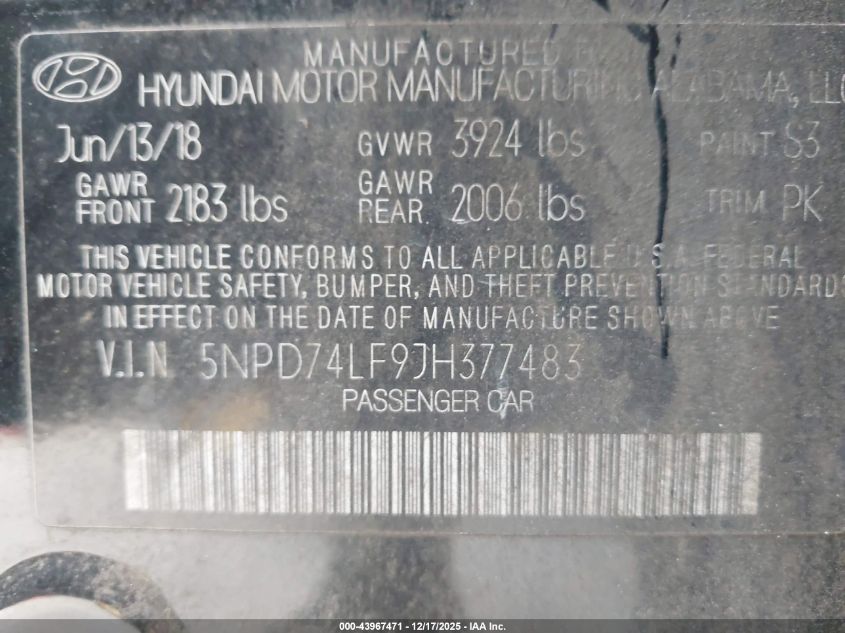 MANUFACTURED
HYUNDAI MOTOR MANUFACTURING ALABAMA, LLC
Jun/13/18 GVWR 3924 lbs PAINT S3
GAWR FRONT 2183 lbs GAWR REAR 2006 lbs TRIM PK
THIS VEHICLE CONFORMS TO ALL APPLICABLE U.S.A. FEDERAL
MOTOR VEHICLE SAFETY, BUMPER, AND THEFT PREVENTION STANDARDS
IN EFFECT ON THE DATE OF MANUFACTURE SHOWN ABOVE
V.I.N 5NPD74LF9JH377483
PASSENGER CAR
000-43967471 - 12/17/2025 - IAA Inc.